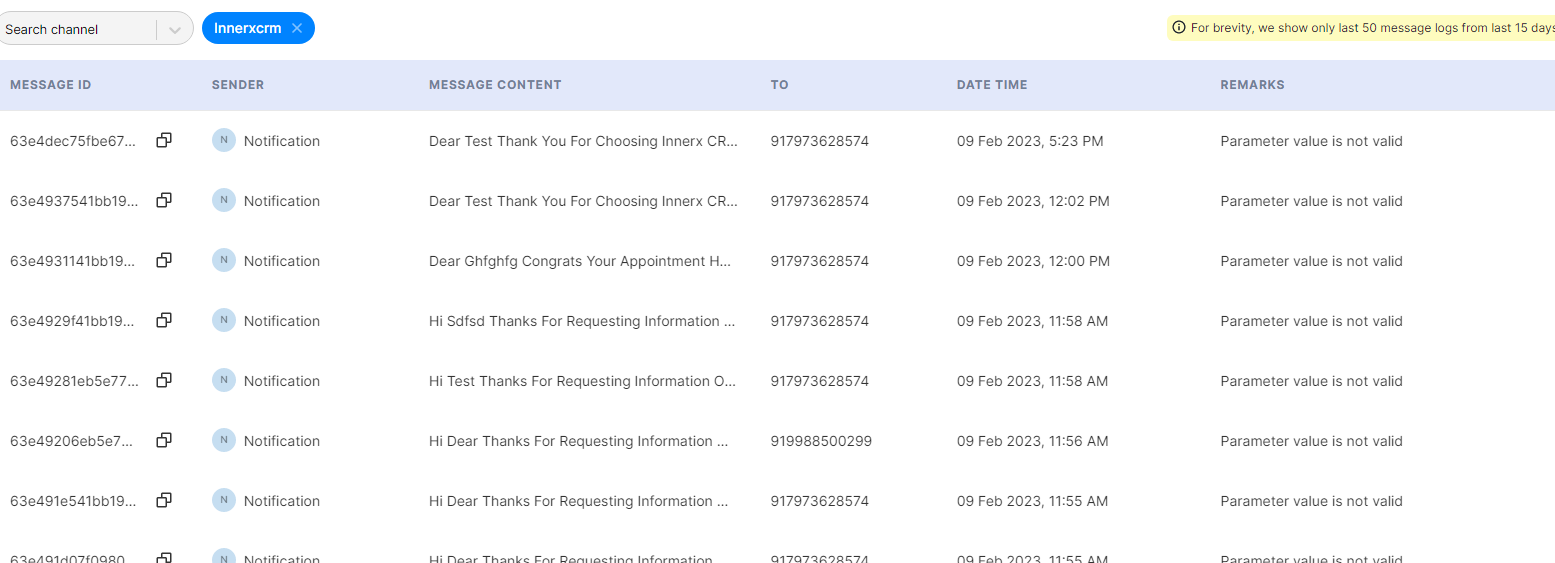 Search channel Innerxcrm For brevity, we show only last 50 message logs from last 15 days
MESSAGE ID SENDER MESSAGE CONTENT TO DATE TIME REMARKS
63e4dec75fbe67... N Notification Dear Test Thank You For Choosing Innerx CR... 917973628574 09 Feb 2023, 5:23 PM Parameter value is not valid
63e4937541bb19... N Notification Dear Test Thank You For Choosing Innerx CR... 917973628574 09 Feb 2023, 12:02 PM Parameter value is not valid
63e4931141bb19... N Notification Dear Ghfghfg Congrats Your Appointment H... 917973628574 09 Feb 2023, 12:00 PM Parameter value is not valid
63e4929f41bb19... N Notification Hi Sdfsd Thanks For Requesting Information ... 917973628574 09 Feb 2023, 11:58 AM Parameter value is not valid
63e49281eb5e77... N Notification Hi Test Thanks For Requesting Information O... 917973628574 09 Feb 2023, 11:58 AM Parameter value is not valid
63e49206eb5e7... N Notification Hi Dear Thanks For Requesting Information ... 919988500299 09 Feb 2023, 11:56 AM Parameter value is not valid
63e491e541bb19... N Notification Hi Dear Thanks For Requesting Information ... 917973628574 09 Feb 2023, 11:55 AM Parameter value is not valid
63e491d07f0980... N Notification Hi Dear Thanks For Requesting Information ... 917973628574 09 Feb 2023, 11:55 AM Parameter value is not valid